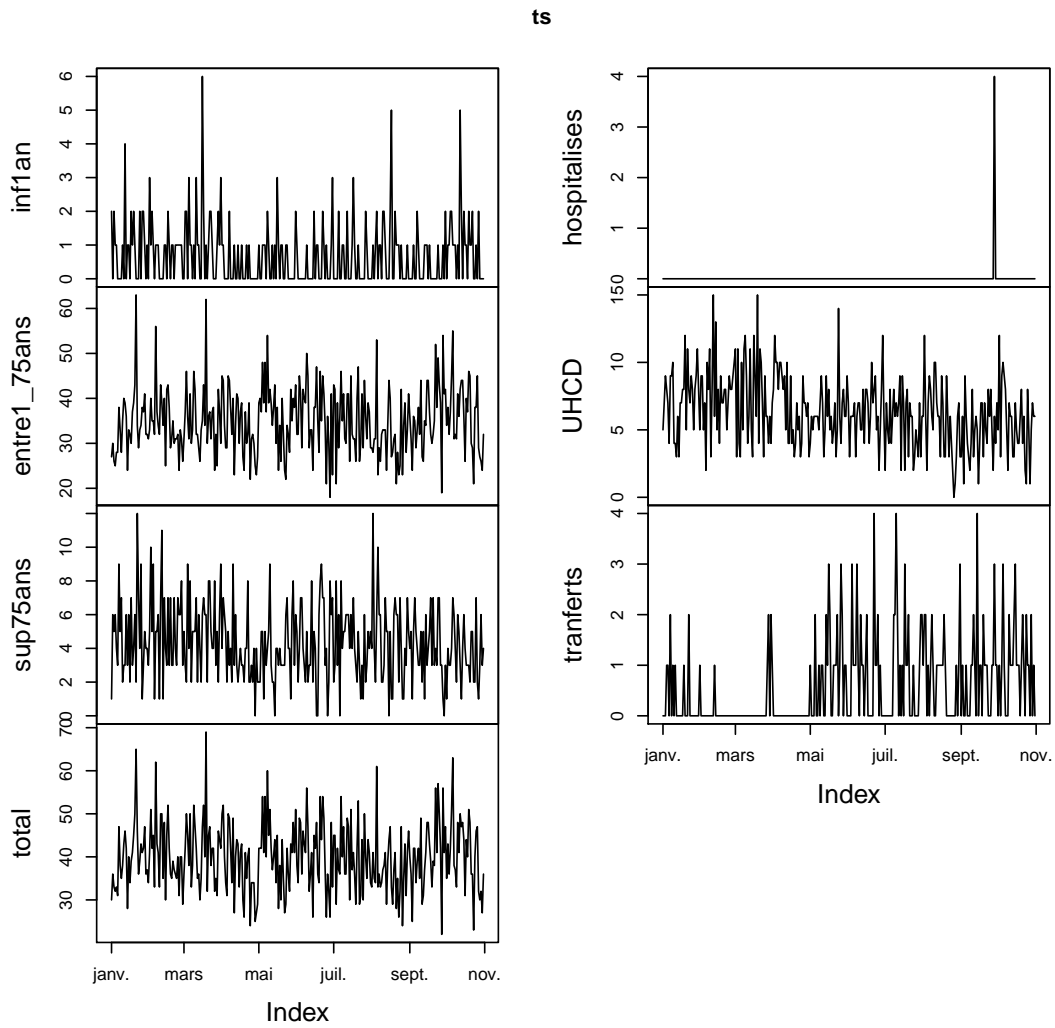 ts
inf1an
0 1 2 3 4 5 6
entre1_75ans
20 30 40 50 60
sup75ans
0 2 4 6 8 10
total
30 40 50 60 70
janv. mars mai juil. sept. nov.
Index
hospitalises
0 1 2 3 4
UHCD
0 5 10 15
tranferts
0 1 2 3 4
janv. mars mai juil. sept. nov.
Index